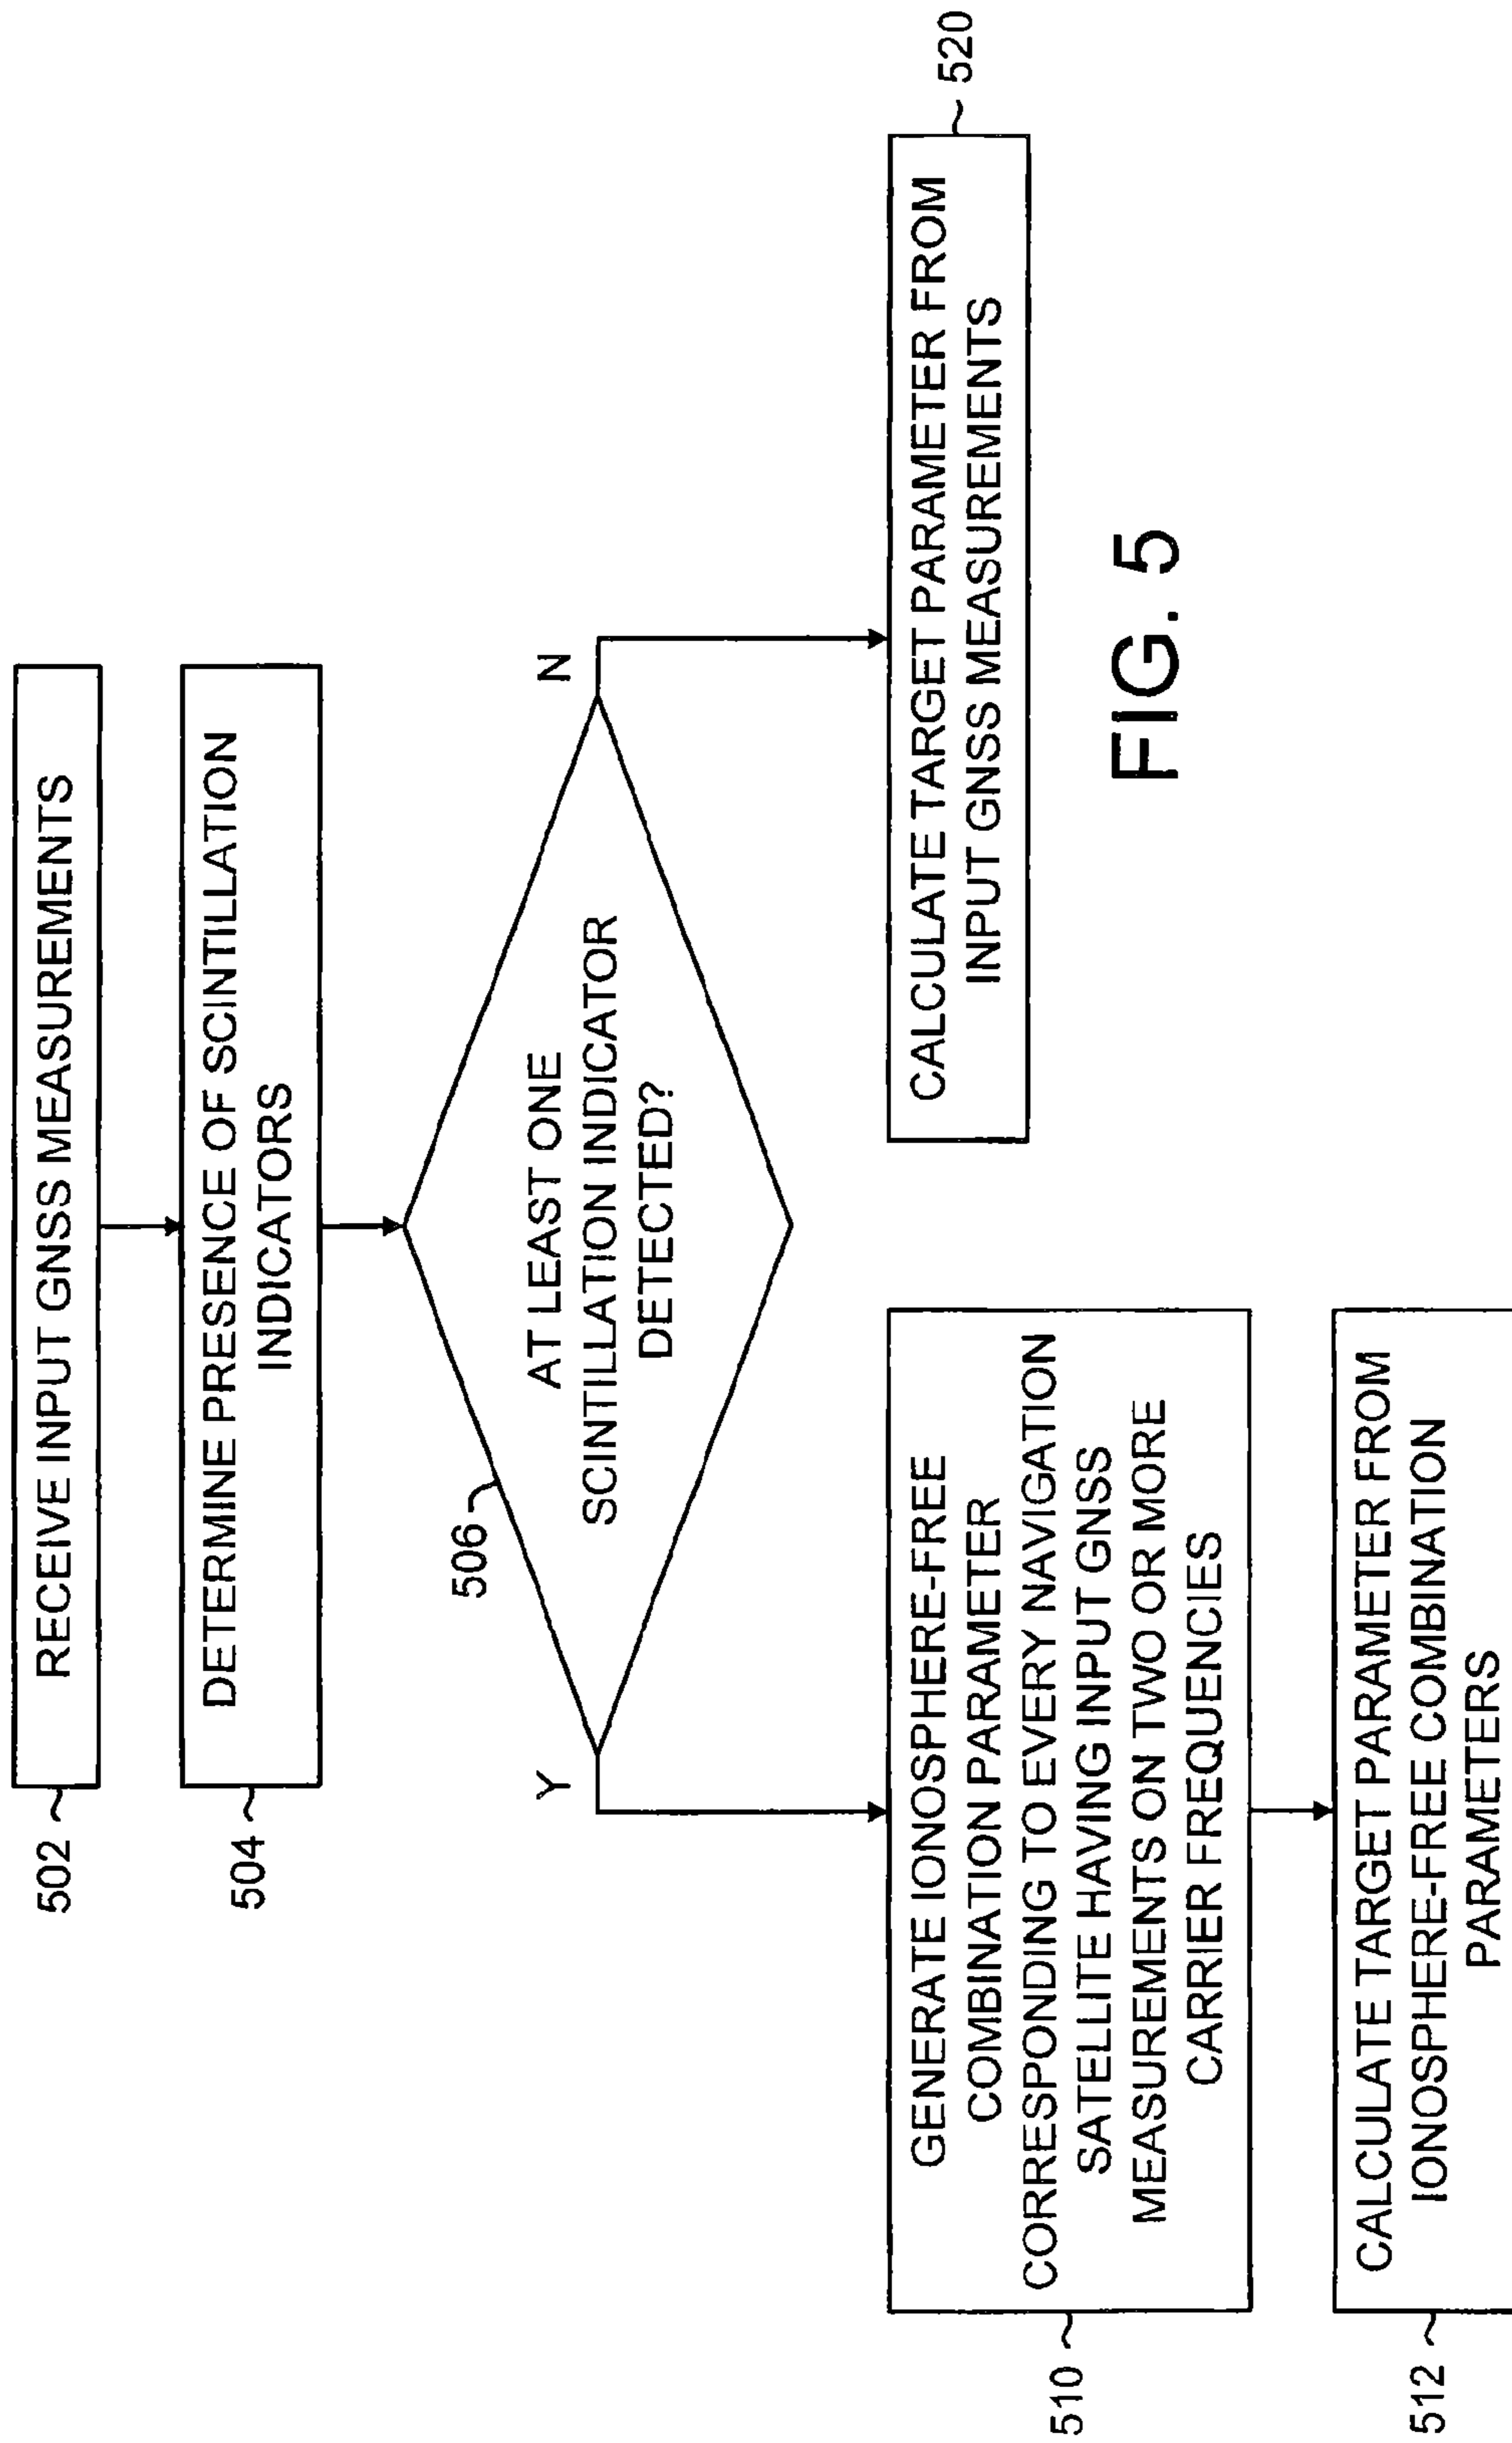 502
RECEIVE INPUT GNSS MEASUREMENTS
504
DETERMINE PRESENCE OF SCINTILLATION
INDICATORS
506
AT LEAST ONE
SCINTILLATION INDICATOR
DETECTED?
Y
N
510
GENERATE IONOSPHERE-FREE
COMBINATION PARAMETER
CORRESPONDING TO EVERY NAVIGATION
SATELLITE HAVING INPUT GNSS
MEASUREMENTS ON TWO OR MORE
CARRIER FREQUENCIES
CALCULATE TARGET PARAMETER FROM
INPUT GNSS MEASUREMENTS
520
512
CALCULATE TARGET PARAMETER FROM
IONOSPHERE-FREE COMBINATION
PARAMETERS
FIG. 5